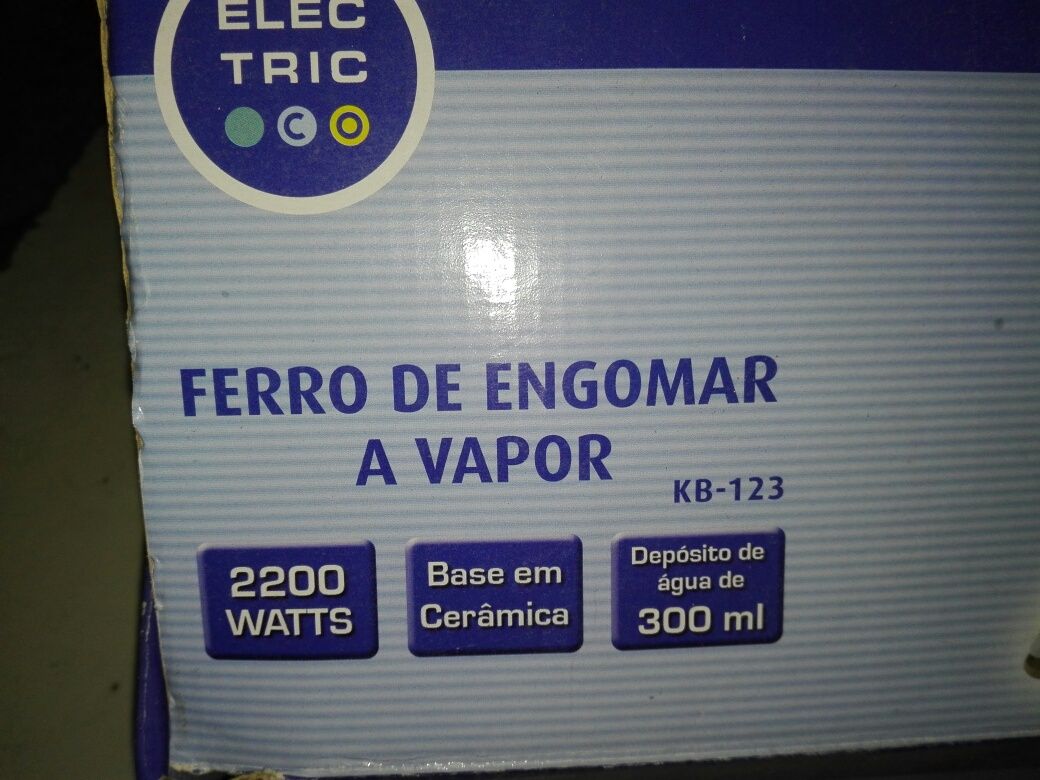 ELEC
TRIC
CO
FERRO DE ENGOMAR
A VAPOR
KB-123
2200
WATTS
Base em
Cerâmica
Depósito de
água de
300 ml